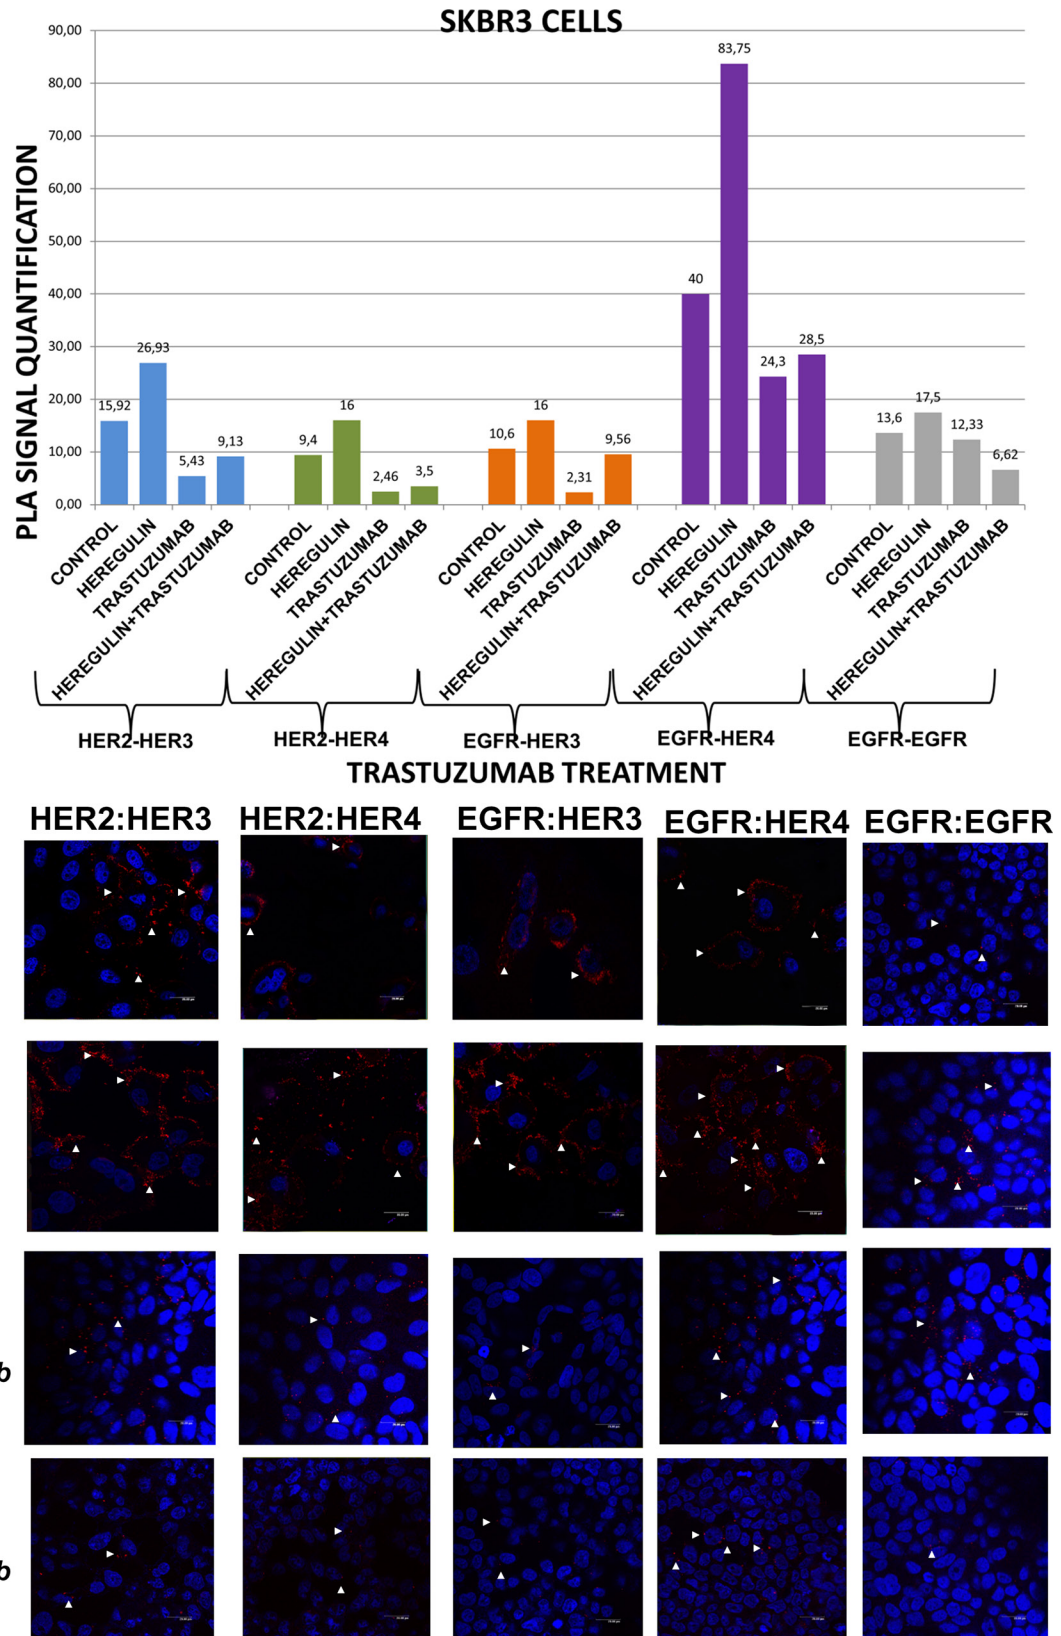 SKBR3 CELLS
PLA SIGNAL QUANTIFICATION
90,00
80,00
70,00
60,00
50,00
40,00
30,00
20,00
10,00
0,00
15,92
26,93
5,43
9,13
9,4
16
2,46
3,5
10,6
16
2,31
9,56
40
83,75
24,3
28,5
13,6
17,5
12,33
6,62
CONTROL
HEREGULIN
TRASTUZUMAB
HEREGULIN+TRASTUZUMAB
CONTROL
HEREGULIN
TRASTUZUMAB
HEREGULIN+TRASTUZUMAB
CONTROL
HEREGULIN
TRASTUZUMAB
HEREGULIN+TRASTUZUMAB
CONTROL
HEREGULIN
TRASTUZUMAB
HEREGULIN+TRASTUZUMAB
CONTROL
HEREGULIN
TRASTUZUMAB
HEREGULIN+TRASTUZUMAB
HER2-HER3
HER2-HER4
EGFR-HER3
EGFR-HER4
EGFR-EGFR
TRASTUZUMAB TREATMENT
HER2:HER3
HER2:HER4
EGFR:HER3
EGFR:HER4
EGFR:EGFR
b
b